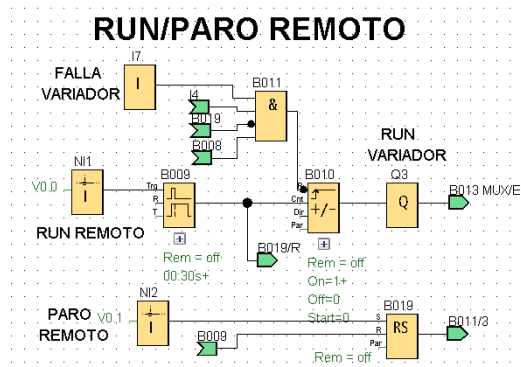 RUN/PARO REMOTO
I7
FALLA
VARIADOR
I
B011
&
I4
B019
B008
RUN
VARIADOR
NI1
V0.0
I
RUN REMOTO
B009
Trg
R
T
Rem = off
00:30s+
B019/R
B010
R
Cnt
Dir
Par
+/-
Rem = off
On=1+
Off=0
Start=0
Q3
Q
B013 MUX/E
NI2
PARO
REMOTO
V0.1
I
B009
B019
S
R
Par
RS
Rem = off
B011/3